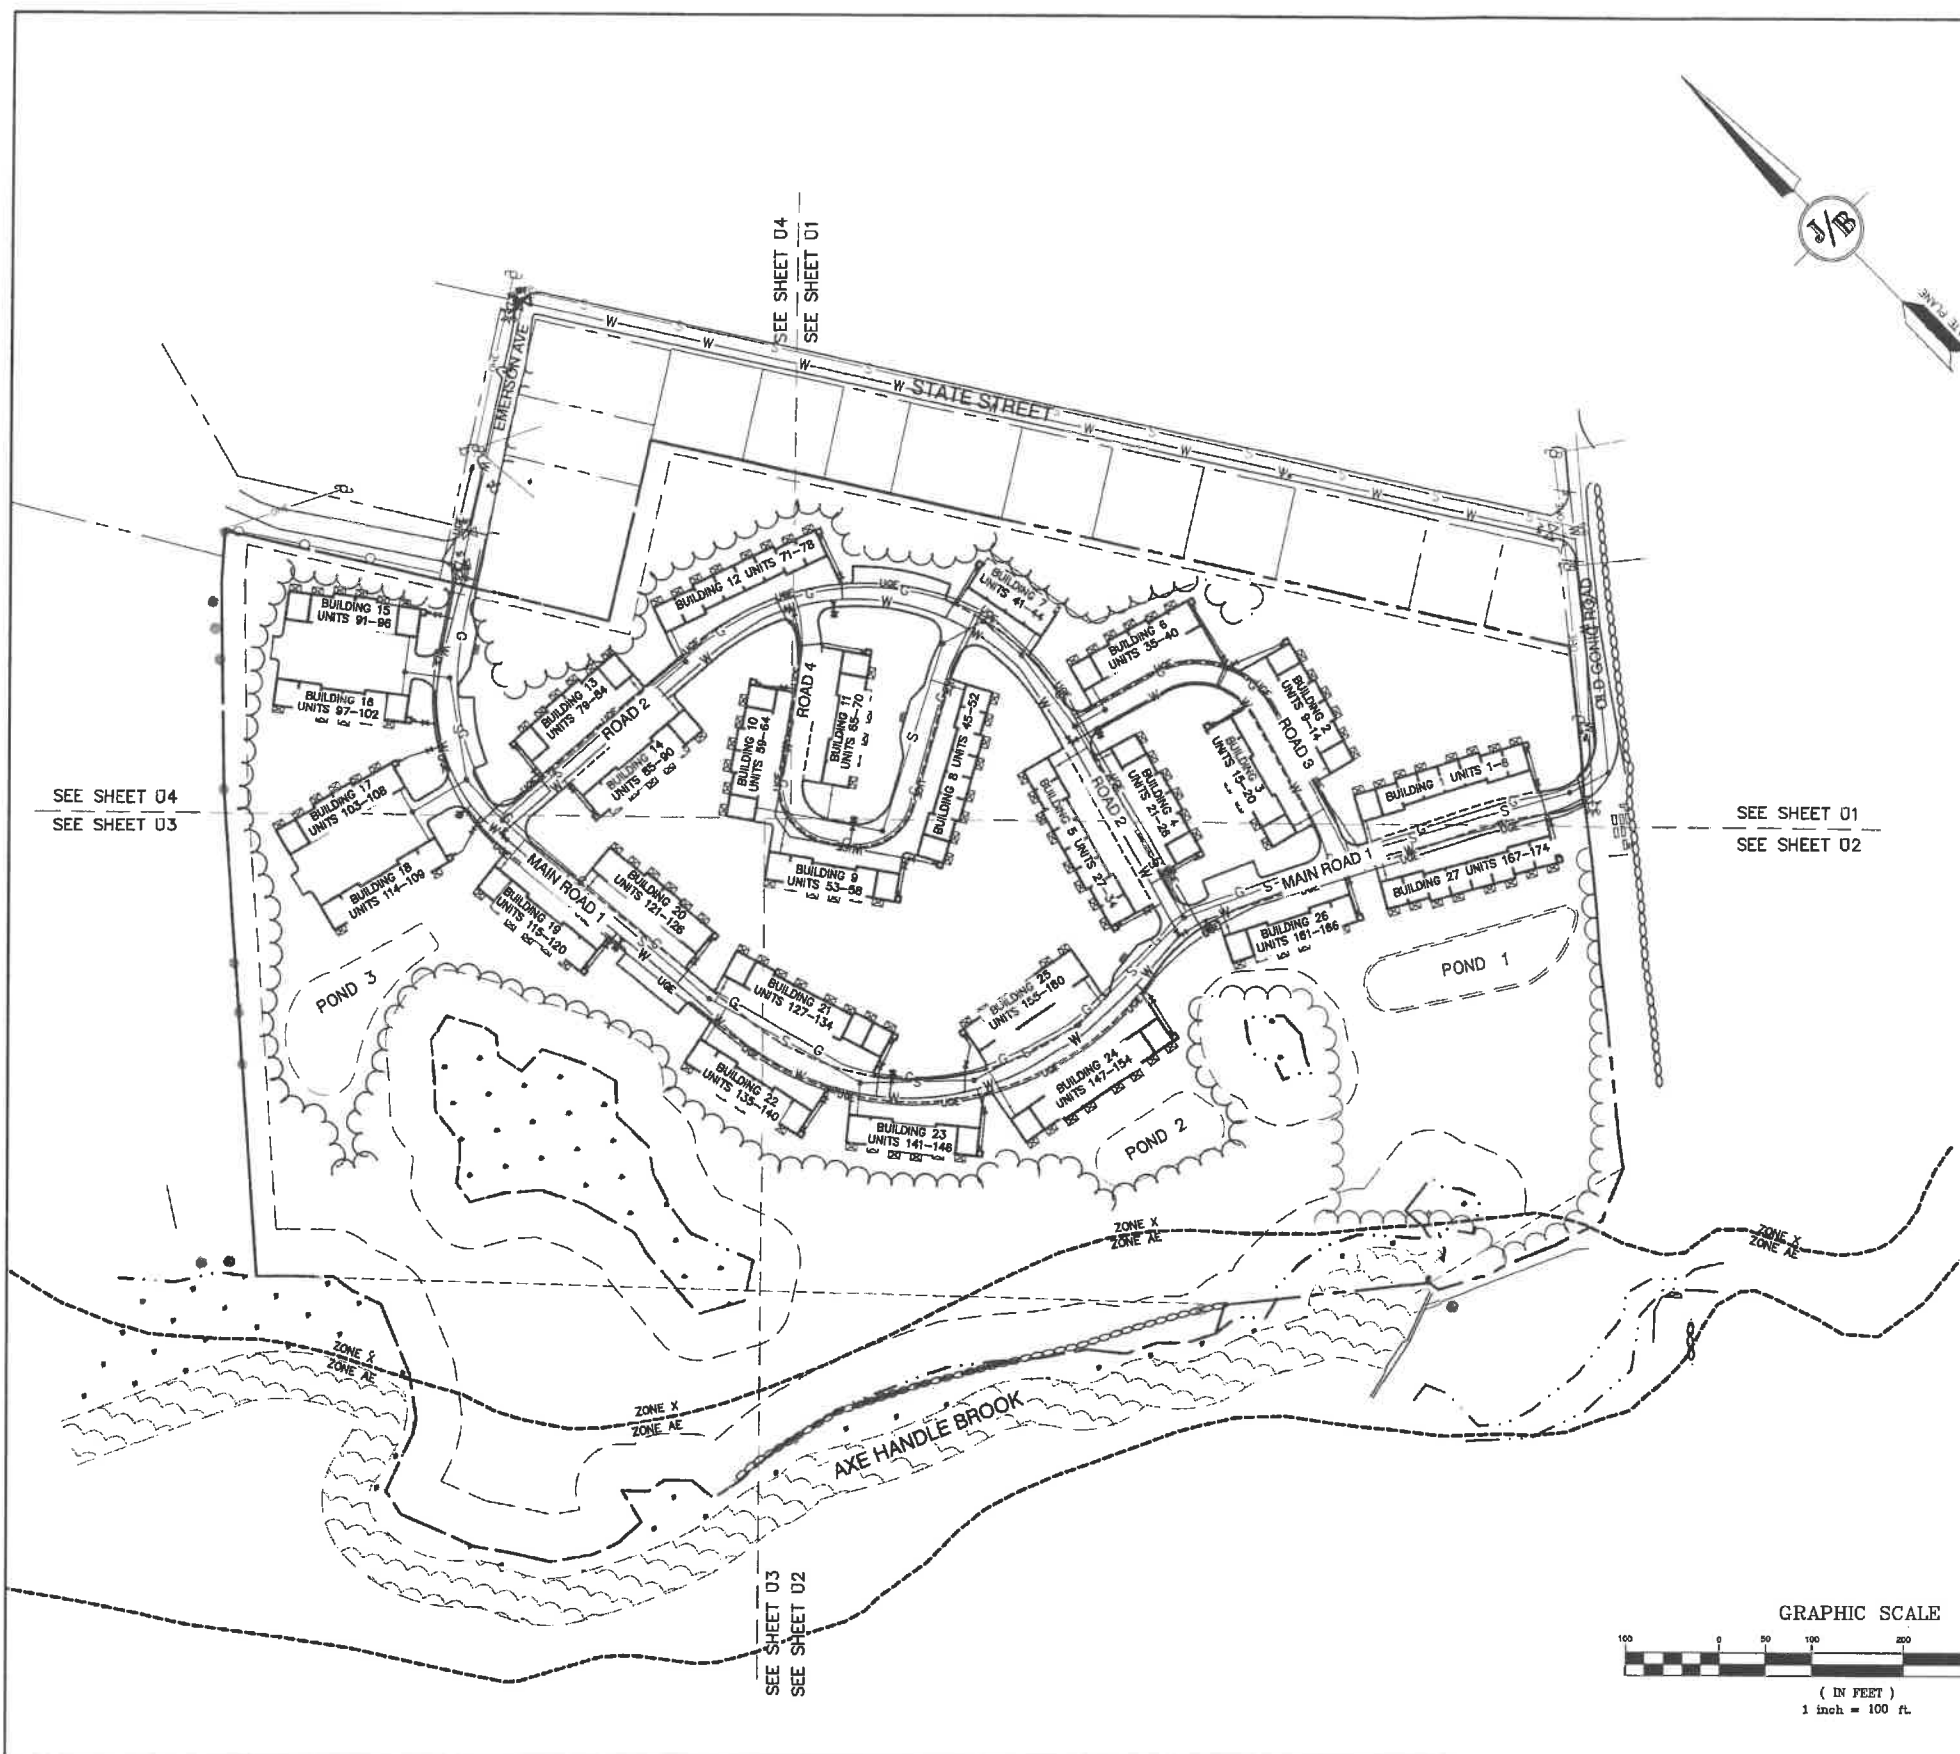 J/B
SEE SHEET U4
SEE SHEET U1
STATE STREET
EMERSON AVE
OLD GONIC ROAD
BUILDING 12 UNITS 71-78
BUILDING 7
UNITS 41-44
BUILDING 15
UNITS 91-96
BUILDING 6
UNITS 35-40
BUILDING 16
UNITS 97-102
BUILDING 13
UNITS 79-84
ROAD 2
BUILDING 14
UNITS 85-90
BUILDING 10
UNITS 59-64
ROAD 4
BUILDING 11
UNITS 65-70
BUILDING 8 UNITS 45-52
BUILDING 2
UNITS 9-14
ROAD 3
BUILDING 3
UNITS 15-20
BUILDING UNITS 1-8
ROAD 2
BUILDING 4
UNITS 21-26
BUILDING 5 UNITS 27-34
SEE SHEET U4
SEE SHEET U3
SEE SHEET U1
SEE SHEET U2
BUILDING 17
UNITS 103-108
BUILDING 18
UNITS 114-109
MAIN ROAD 1
BUILDING 9
UNITS 53-58
MAIN ROAD 1
BUILDING 27 UNITS 167-174
BUILDING 20
UNITS 121-126
BUILDING 19
UNITS 115-120
BUILDING 26
UNITS 161-166
POND 3
POND 1
BUILDING 21
UNITS 127-134
BUILDING 25
UNITS 155-160
BUILDING 22
UNITS 135-140
BUILDING 24
UNITS 147-154
BUILDING 23
UNITS 141-146
POND 2
ZONE X
ZONE AE
ZONE X
ZONE AE
ZONE X
ZONE AE
ZONE X
ZONE AE
AXE HANDLE BROOK
SEE SHEET U3
SEE SHEET U2
GRAPHIC SCALE
100 0 50 100 200
( IN FEET )
1 inch = 100 ft.